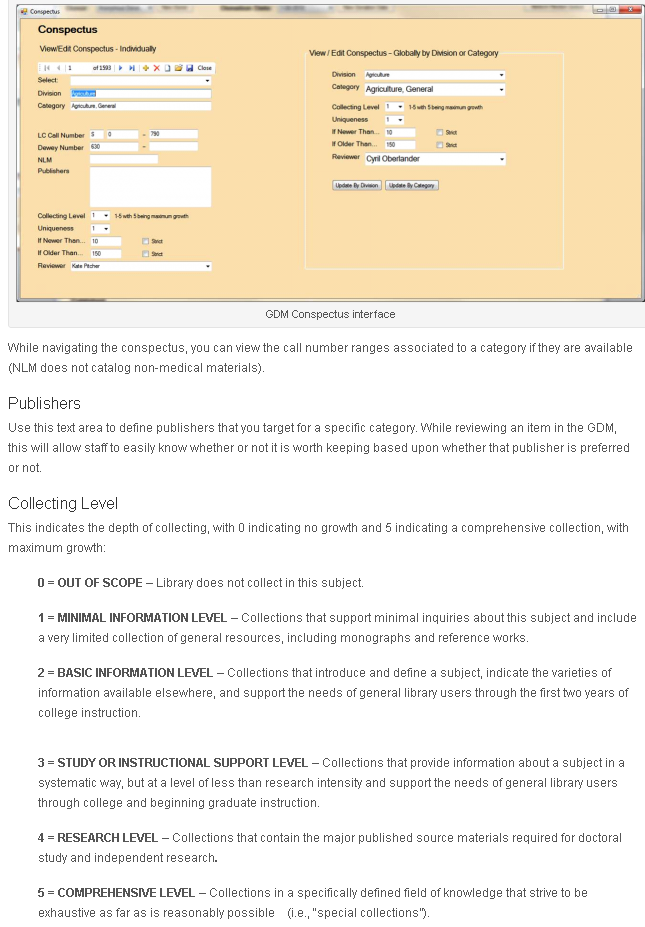 Conspectus
Conspectus
View/Edit Conspectus - Individually
1 of 1593 Close
Select:
Division Agriculture
Category Agriculture, General
LC Call Number S 0 - 790
Dewey Number 630 -
NLM
Publishers
Collecting Level 1 1-5 with 5 being maximum growth
Uniqueness 1
If Newer Than... 10 Strict
If Older Than... 150 Strict
Reviewer Kate Pitcher
View / Edit Conspectus - Globally by Division or Category
Division Agriculture
Category Agriculture, General
Collecting Level 1 1-5 with 5 being maximum growth
Uniqueness 1
If Newer Than... 10 Strict
If Older Than... 150 Strict
Reviewer Cyril Oberlander
Update By Division Update By Category
GDM Conspectus interface
While navigating the conspectus, you can view the call number ranges associated to a category if they are available
(NLM does not catalog non-medical materials).
Publishers
Use this text area to define publishers that you target for a specific category. While reviewing an item in the GDM,
this will allow staff to easily know whether or not it is worth keeping based upon whether that publisher is preferred
or not.
Collecting Level
This indicates the depth of collecting, with 0 indicating no growth and 5 indicating a comprehensive collection, with
maximum growth:
0 = OUT OF SCOPE – Library does not collect in this subject.
1 = MINIMAL INFORMATION LEVEL – Collections that support minimal inquiries about this subject and include
a very limited collection of general resources, including monographs and reference works.
2 = BASIC INFORMATION LEVEL – Collections that introduce and define a subject, indicate the varieties of
information available elsewhere, and support the needs of general library users through the first two years of
college instruction.
3 = STUDY OR INSTRUCTIONAL SUPPORT LEVEL – Collections that provide information about a subject in a
systematic way, but at a level of less than research intensity and support the needs of general library users
through college and beginning graduate instruction.
4 = RESEARCH LEVEL – Collections that contain the major published source materials required for doctoral
study and independent research.
5 = COMPREHENSIVE LEVEL – Collections in a specifically defined field of knowledge that strive to be
exhaustive as far as is reasonably possible (i.e., "special collections").